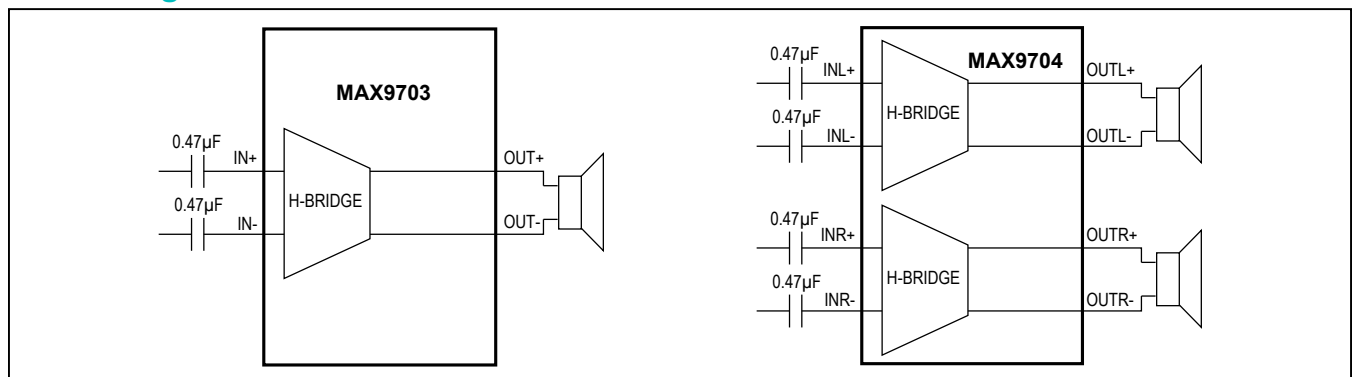 MAX9703
0.47µF
IN+
0.47µF
IN-
H-BRIDGE
OUT+
OUT-
MAX9704
0.47µF
INL+
0.47µF
INL-
H-BRIDGE
OUTL+
OUTL-
0.47µF
INR+
0.47µF
INR-
H-BRIDGE
OUTR+
OUTR-